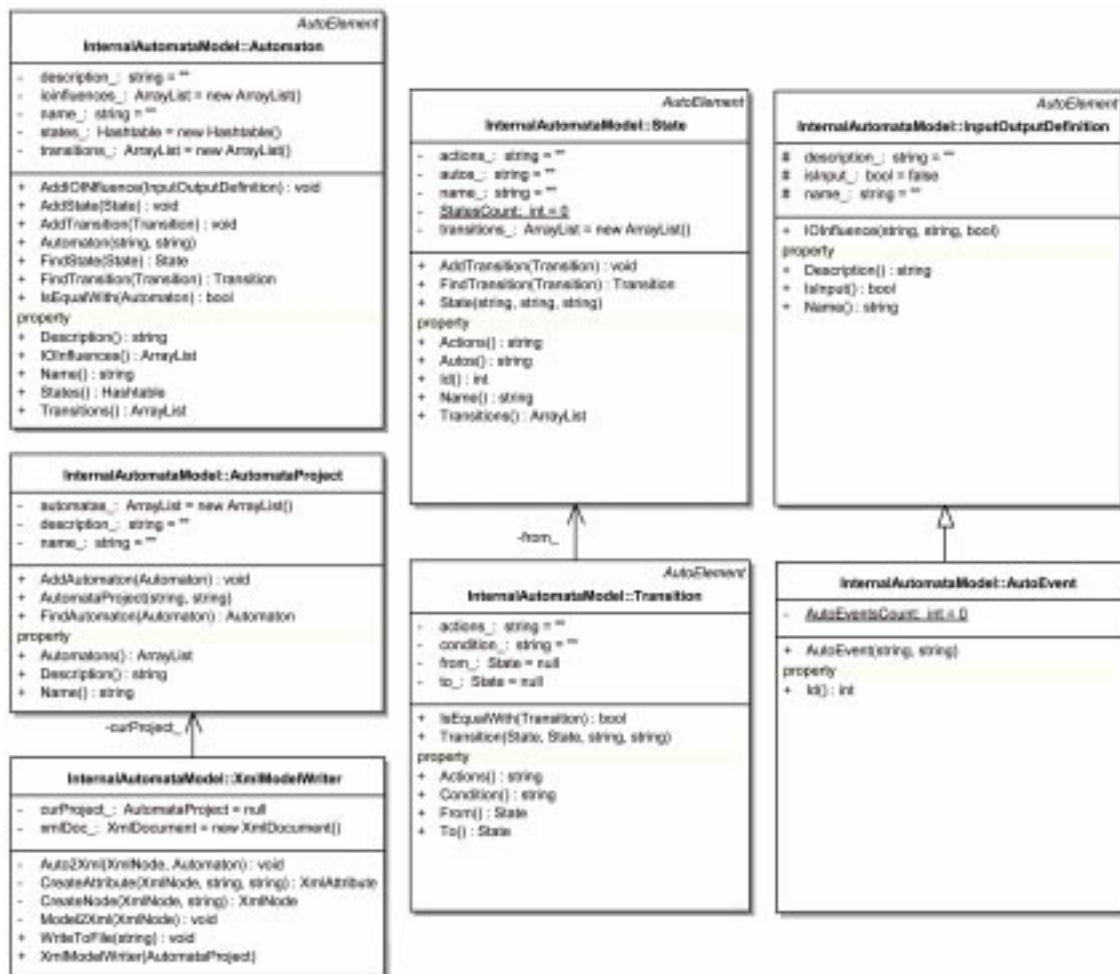 AutoElement
InternalAutomataModel::Automaton
- description_: string = ""
- ioinfluences_: ArrayList = new ArrayList()
- name_: string = ""
- states_: Hashtable = new Hashtable()
- transitions_: ArrayList = new ArrayList()
+ AddIOINfluence(InputOutputDefinition) : void
+ AddState(State) : void
+ AddTransition(Transition) : void
+ Automaton(string, string)
+ FindState(State) : State
+ FindTransition(Transition) : Transition
+ IsEqualWith(Automaton) : bool
property
+ Description() : string
+ IOInfluences() : ArrayList
+ Name() : string
+ States() : Hashtable
+ Transitions() : ArrayList
AutoElement
InternalAutomataModel::State
- actions_: string = ""
- autos_: string = ""
- name_: string = ""
- StatesCount: int = 0
- transitions_: ArrayList = new ArrayList()
+ AddTransition(Transition) : void
+ FindTransition(Transition) : Transition
+ State(string, string, string)
property
+ Actions() : string
+ Autos() : string
+ Id() : int
+ Name() : string
+ Transitions() : ArrayList
AutoElement
InternalAutomataModel::InputOutputDefinition
# description_: string = ""
# isInput_: bool = false
# name_: string = ""
+ IOInfluence(string, string, bool)
property
+ Description() : string
+ IsInput() : bool
+ Name() : string
InternalAutomataModel::AutomataProject
- automatas_: ArrayList = new ArrayList()
- description_: string = ""
- name_: string = ""
+ AddAutomaton(Automaton) : void
+ AutomataProject(string, string)
+ FindAutomaton(Automaton) : Automaton
property
+ Automatons() : ArrayList
+ Description() : string
+ Name() : string
-from_
AutoElement
InternalAutomataModel::Transition
- actions_: string = ""
- condition_: string = ""
- from_: State = null
- to_: State = null
+ IsEqualWith(Transition) : bool
+ Transition(State, State, string, string)
property
+ Actions() : string
+ Condition() : string
+ From() : State
+ To() : State
InternalAutomataModel::AutoEvent
- AutoEventsCount: int = 0
+ AutoEvent(string, string)
property
+ Id() : int
-curProject_
InternalAutomataModel::XmlModelWriter
- curProject_: AutomataProject = null
- xmlDoc_: XmlDocument = new XmlDocument()
- Auto2Xml(XmlNode, Automaton) : void
- CreateAttribute(XmlNode, string, string) : XmlAttribute
- CreateNode(XmlNode, string) : XmlNode
- Model2Xml(XmlNode) : void
+ WriteToFile(string) : void
+ XmlModelWriter(AutomataProject)